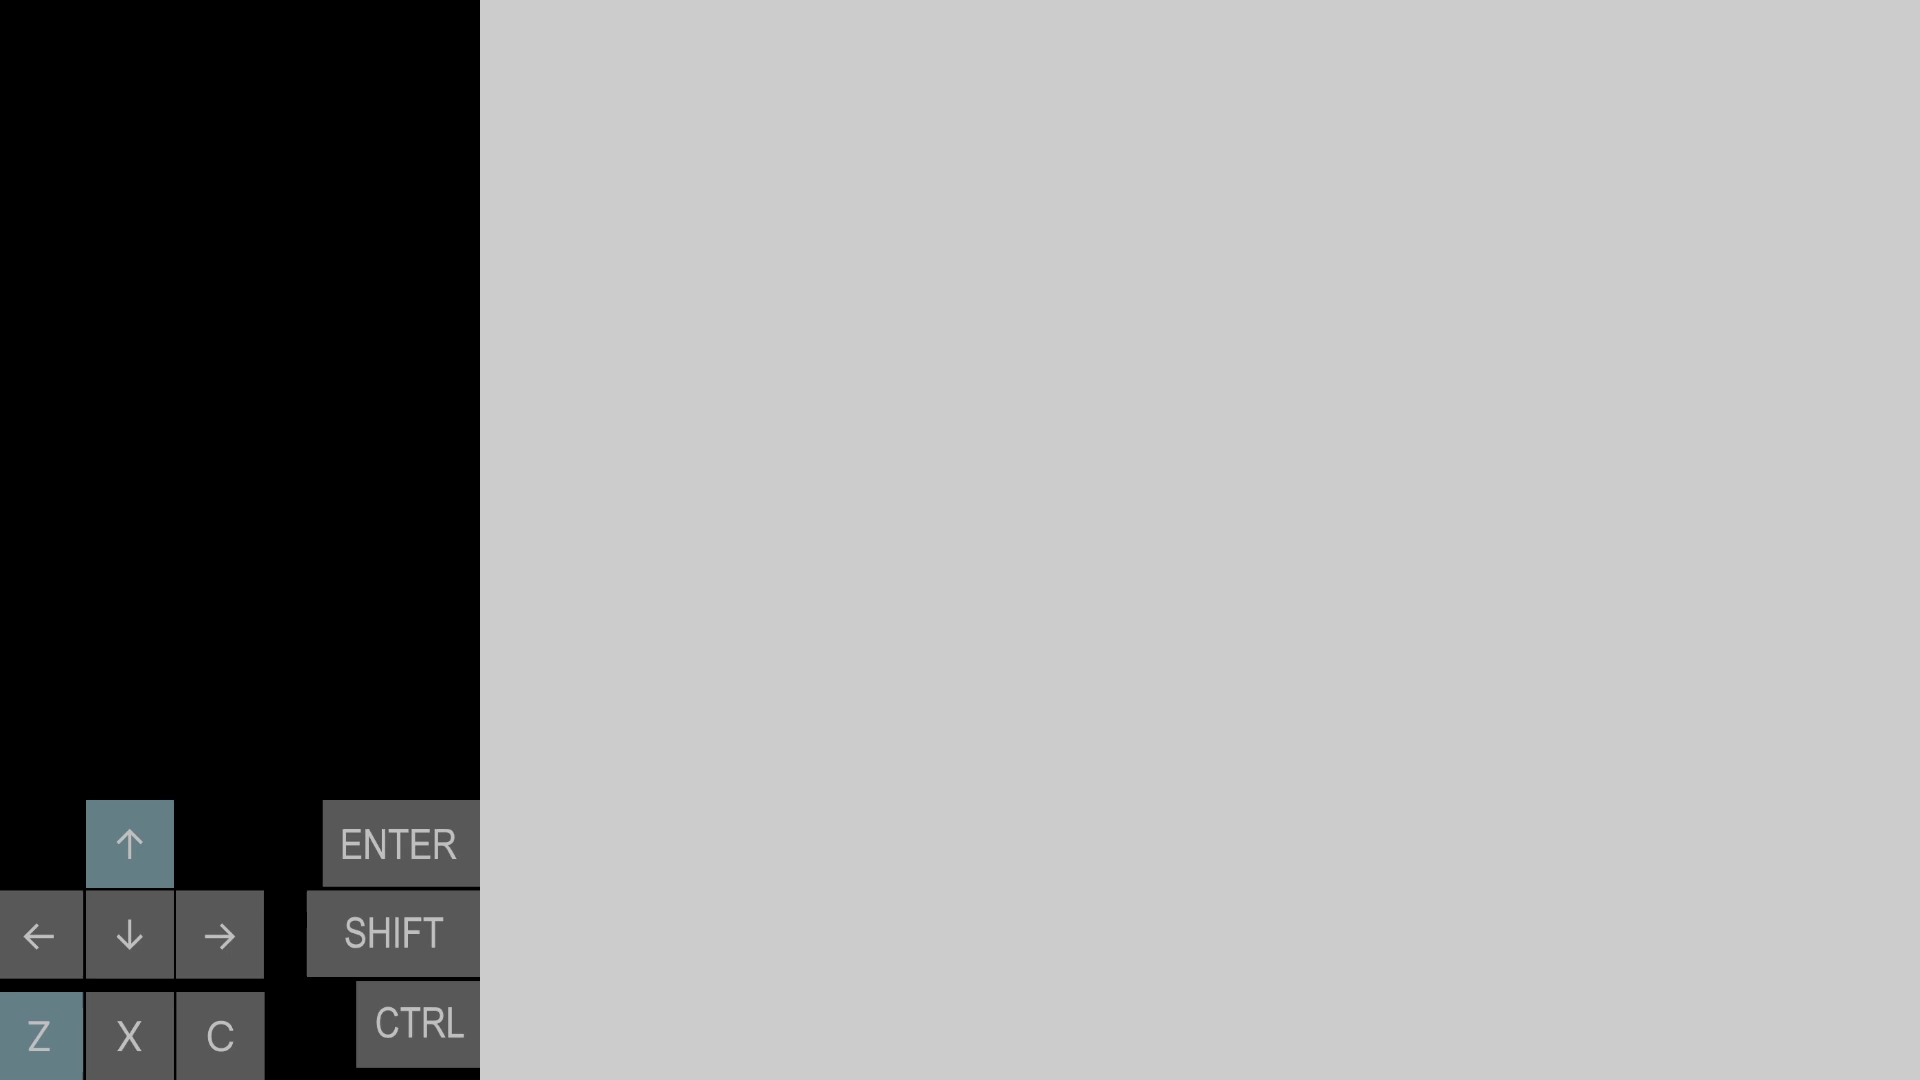 ↑ ENTER
← ↓ → SHIFT
Z X C CTRL